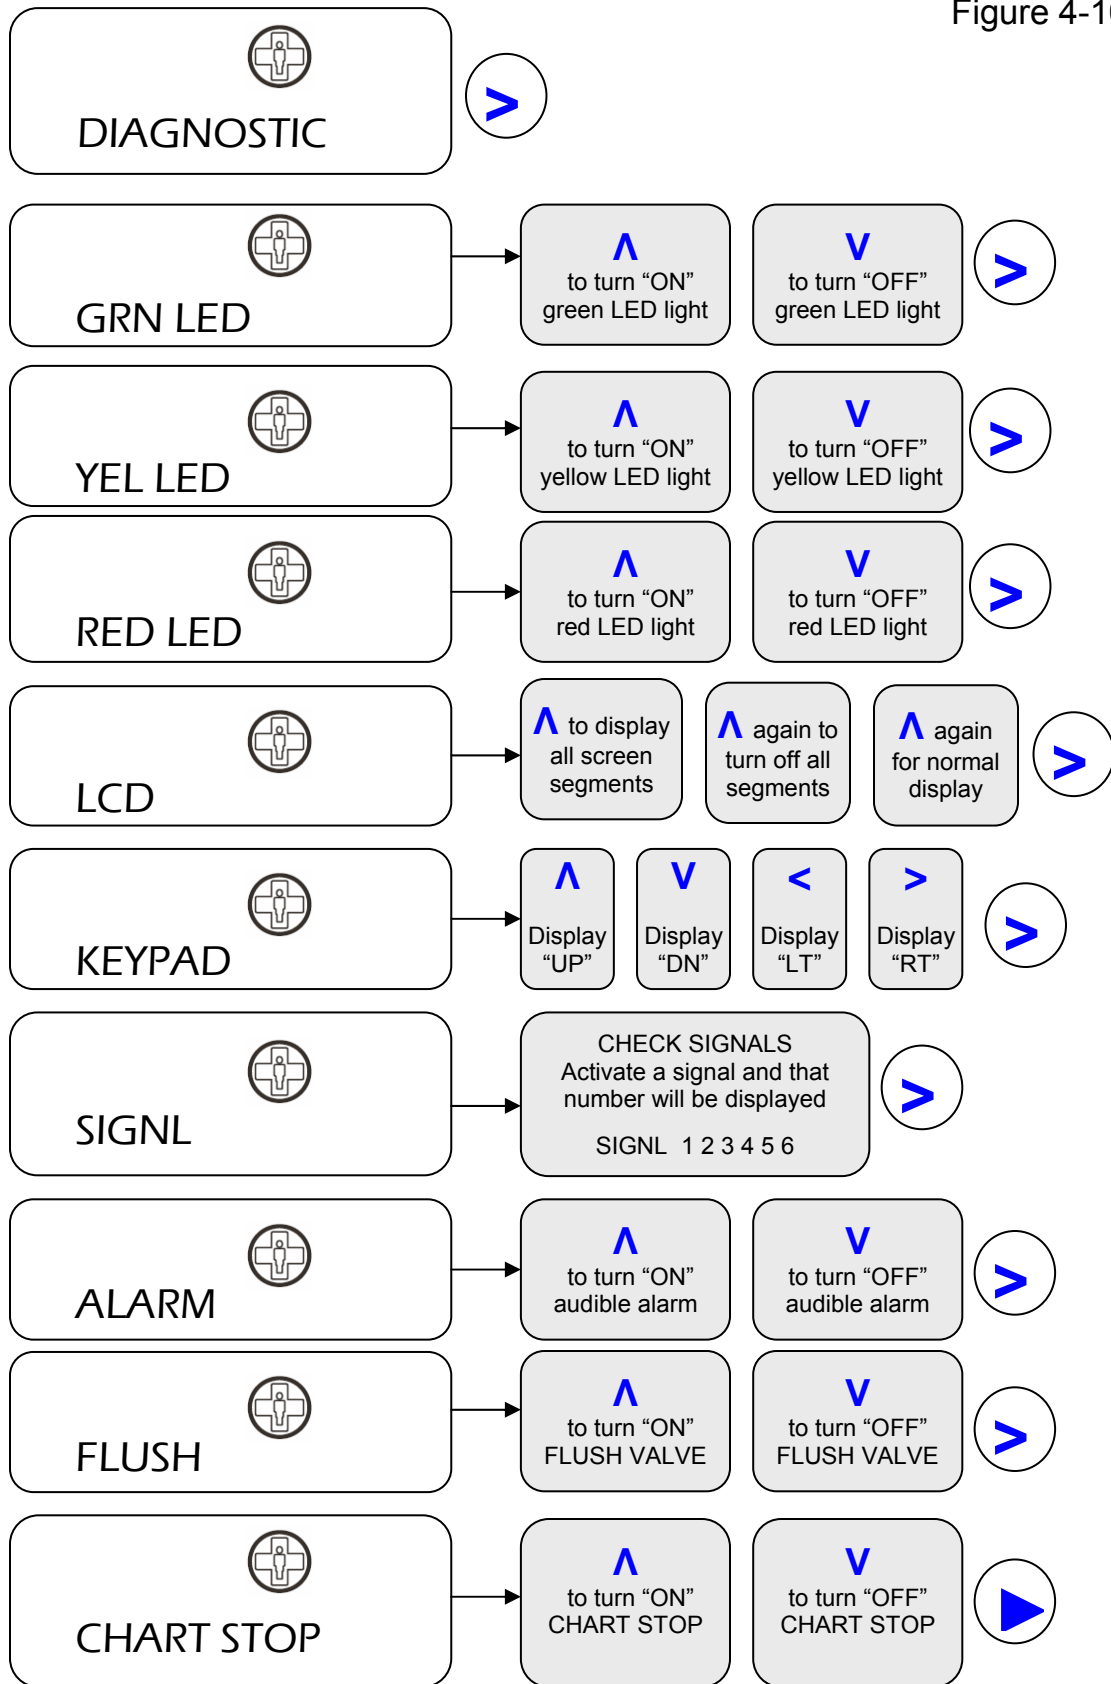 Figure 4-10
DIAGNOSTIC
>
GRN LED
Λ
to turn “ON”
green LED light
V
to turn “OFF”
green LED light
>
YEL LED
Λ
to turn “ON”
yellow LED light
V
to turn “OFF”
yellow LED light
>
RED LED
Λ
to turn “ON”
red LED light
V
to turn “OFF”
red LED light
>
LCD
Λ to display
all screen
segments
Λ again to
turn off all
segments
Λ again
for normal
display
>
KEYPAD
Λ
Display
“UP”
V
Display
“DN”
<
Display
“LT”
>
Display
“RT”
>
SIGNL
CHECK SIGNALS
Activate a signal and that
number will be displayed
SIGNL 1 2 3 4 5 6
>
ALARM
Λ
to turn “ON”
audible alarm
V
to turn “OFF”
audible alarm
>
FLUSH
Λ
to turn “ON”
FLUSH VALVE
V
to turn “OFF”
FLUSH VALVE
>
CHART STOP
Λ
to turn “ON”
CHART STOP
V
to turn “OFF”
CHART STOP